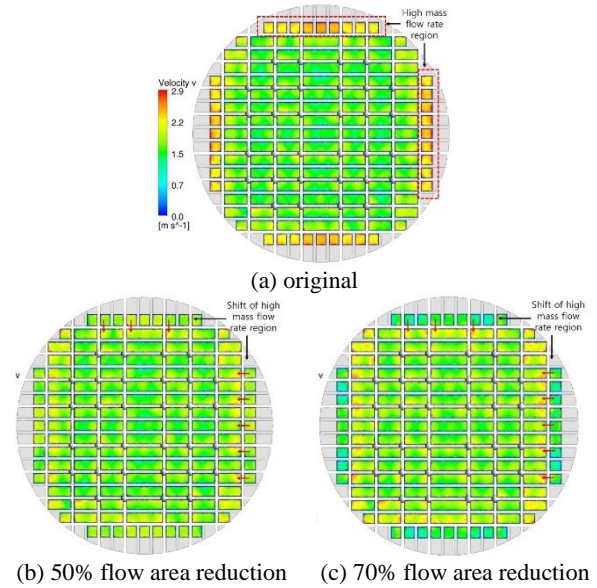 High mass
flow rate
region
Velocity v
2.9
2.2
1.5
0.7
0.0
[m s^-1]
(a) original
Shift of high
mass flow
rate region
v
Shift of high
mass flow
rate region
v
(b) 50% flow area reduction
(c) 70% flow area reduction